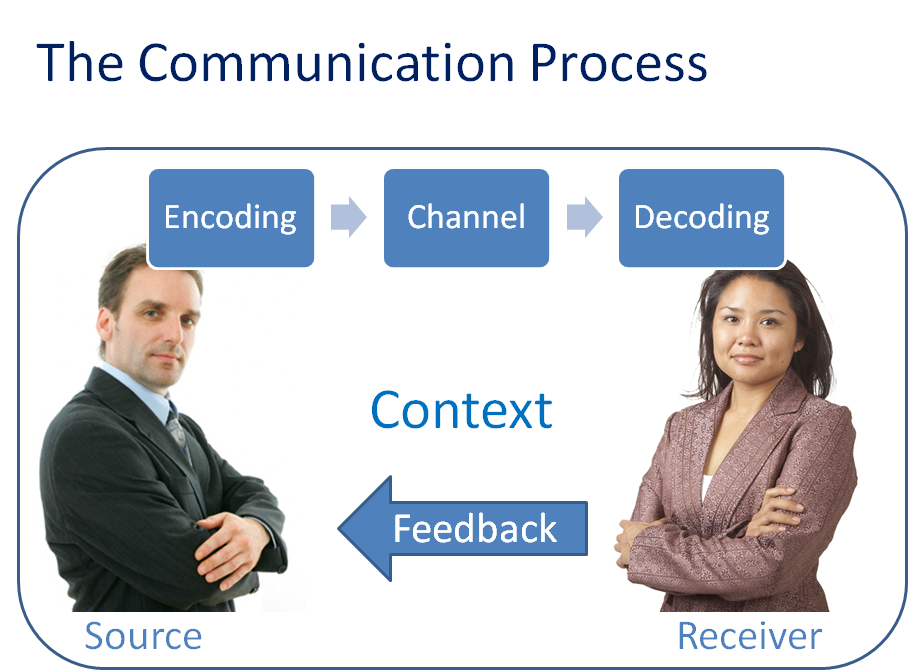 The Communication Process
Encoding
Channel
Decoding
Context
Feedback
Source
Receiver